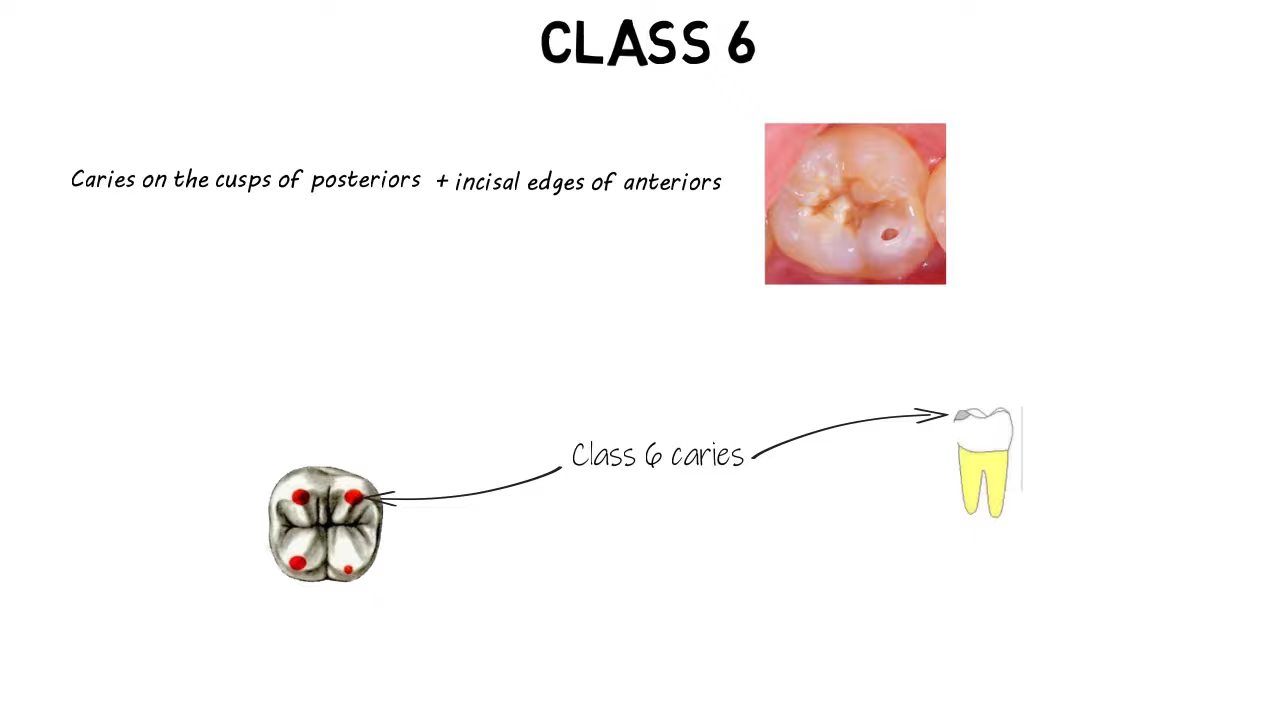 CLASS 6
Caries on the cusps of posteriors + incisal edges of anteriors
Class 6 caries